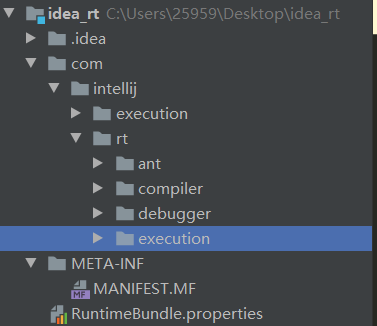 idea_rt C:\Users\25959\Desktop\idea_rt
.idea
com
intellij
execution
rt
ant
compiler
debugger
execution
META-INF
MANIFEST.MF
RuntimeBundle.properties